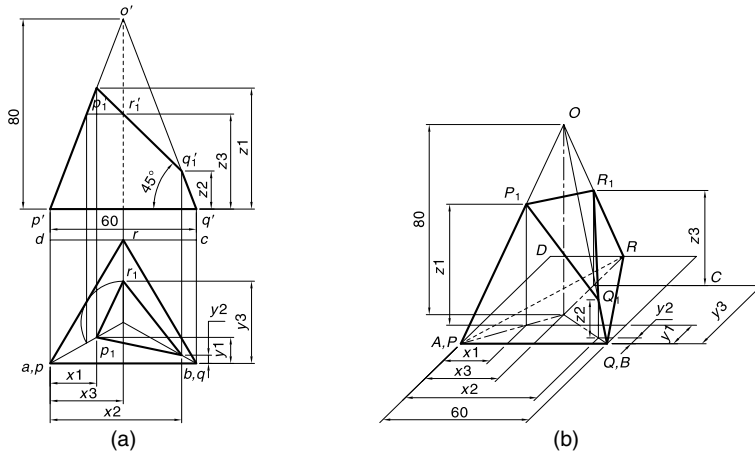 o'
80
p₁'
r₁'
q₁'
45°
z2
z3
z1
p'
60
q'
d
r
c
r₁
y2
y3
y1
p₁
a,p
b,q
x1
x3
x2
(a)
O
80
P₁
R₁
z1
z3
D
R
C
Q₁
z2
y2
y1
y3
A,P
Q,B
x1
x3
x2
60
(b)